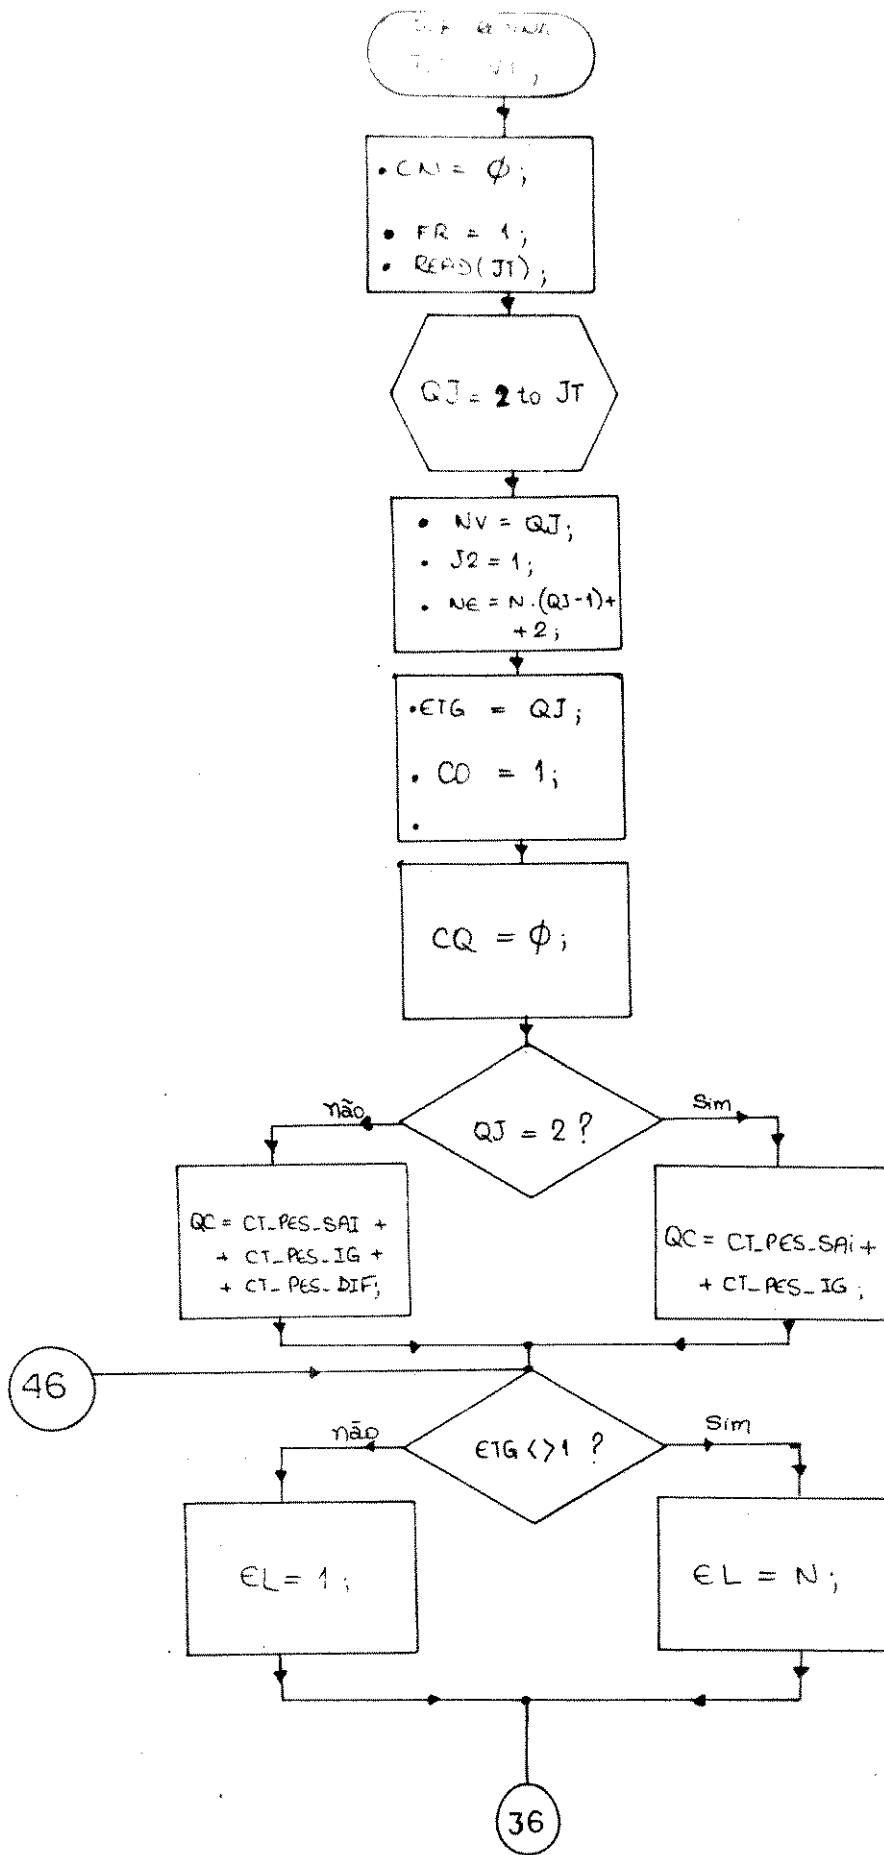 • CN = Ø;
• FR = 1;
• READ(JT);
QJ = 2 to JT
• NV = QJ;
• J2 = 1;
• NE = N.(QJ-1)+
+2;
• ETG = QJ;
• CO = 1;
•
CQ = Ø;
não
QJ = 2 ?
Sim
QC = CT_PES_SAI +
+ CT_PES_IG +
+ CT_PES_DIF;
QC = CT_PES_SAi +
+ CT_PES_IG ;
46
não
ETG <> 1 ?
Sim
EL = 1 ;
EL = N ;
36